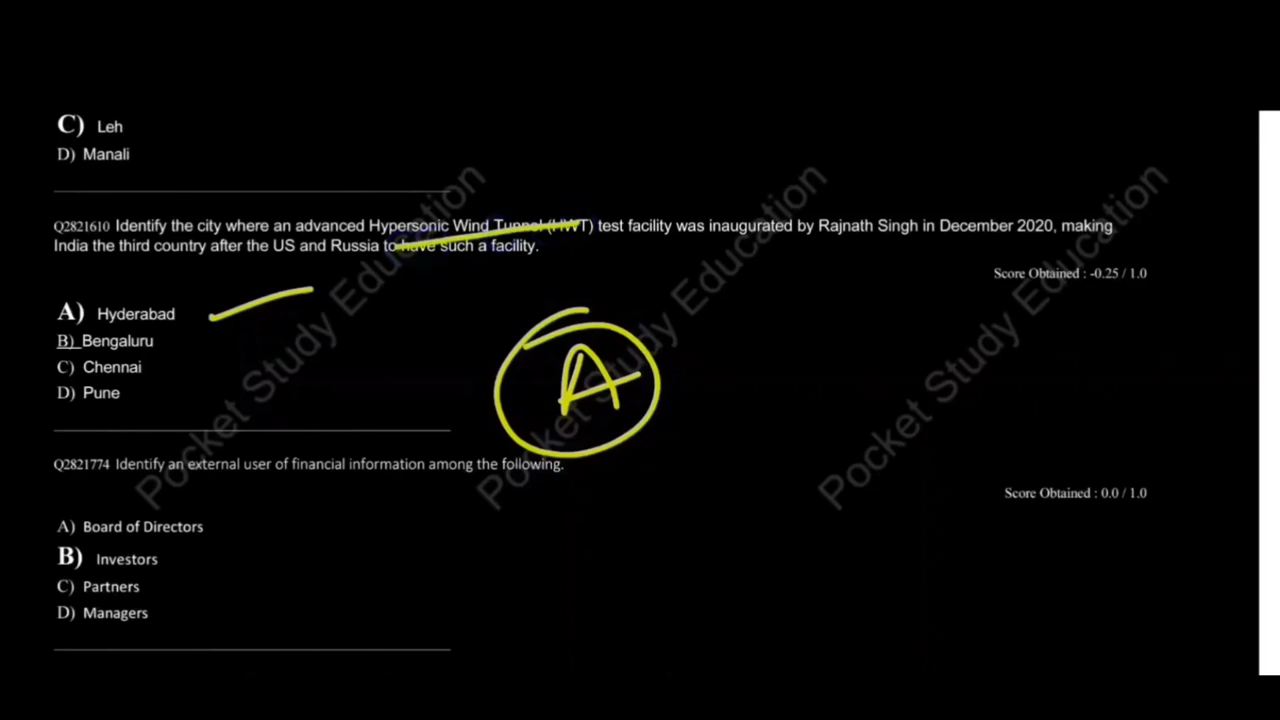 C) Leh
D) Manali
Q2821610 Identify the city where an advanced Hypersonic Wind Tunnel (HWT) test facility was inaugurated by Rajnath Singh in December 2020, making
India the third country after the US and Russia to have such a facility.
Score Obtained : -0.25 / 1.0
A) Hyderabad
B) Bengaluru
C) Chennai
D) Pune
A
Q2821774 Identify an external user of financial information among the following.
Score Obtained : 0.0 / 1.0
A) Board of Directors
B) Investors
C) Partners
D) Managers
Pocket Study Education
Pocket Study Education
Pocket Study Education